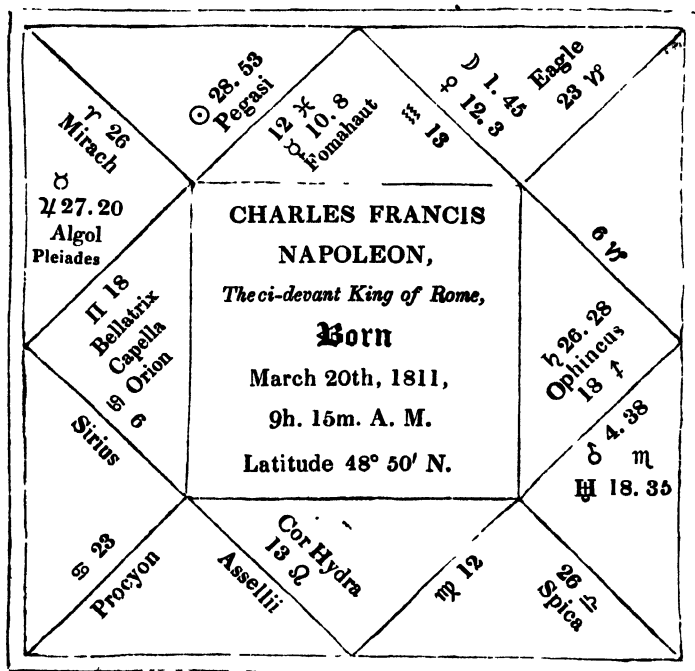 ☉ 28. 53
Pegasi
12 ♓
☿ 10. 8
Fomahaut
☽ 1. 45
♀ 12. 3
♒ 13
Eagle
23 ♑
♈ 26
Mirach
♉
♃ 27. 20
Algol
Pleiades
6 ♑
CHARLES FRANCIS
NAPOLEON,
The ci-devant King of Rome,
Born
March 20th, 1811,
9h. 15m. A. M.
Latitude 48° 50′ N.
♊ 18
Bellatrix
Capella
Orion
♋ 6
♄ 26. 28
Ophincus
18 ♐
Sirius
♂ 4. 38
♏
♅ 18. 35
♋ 23
Procyon
Cor Hydra
13 ♌
Assellii
♍ 12
26 ♎
Spica